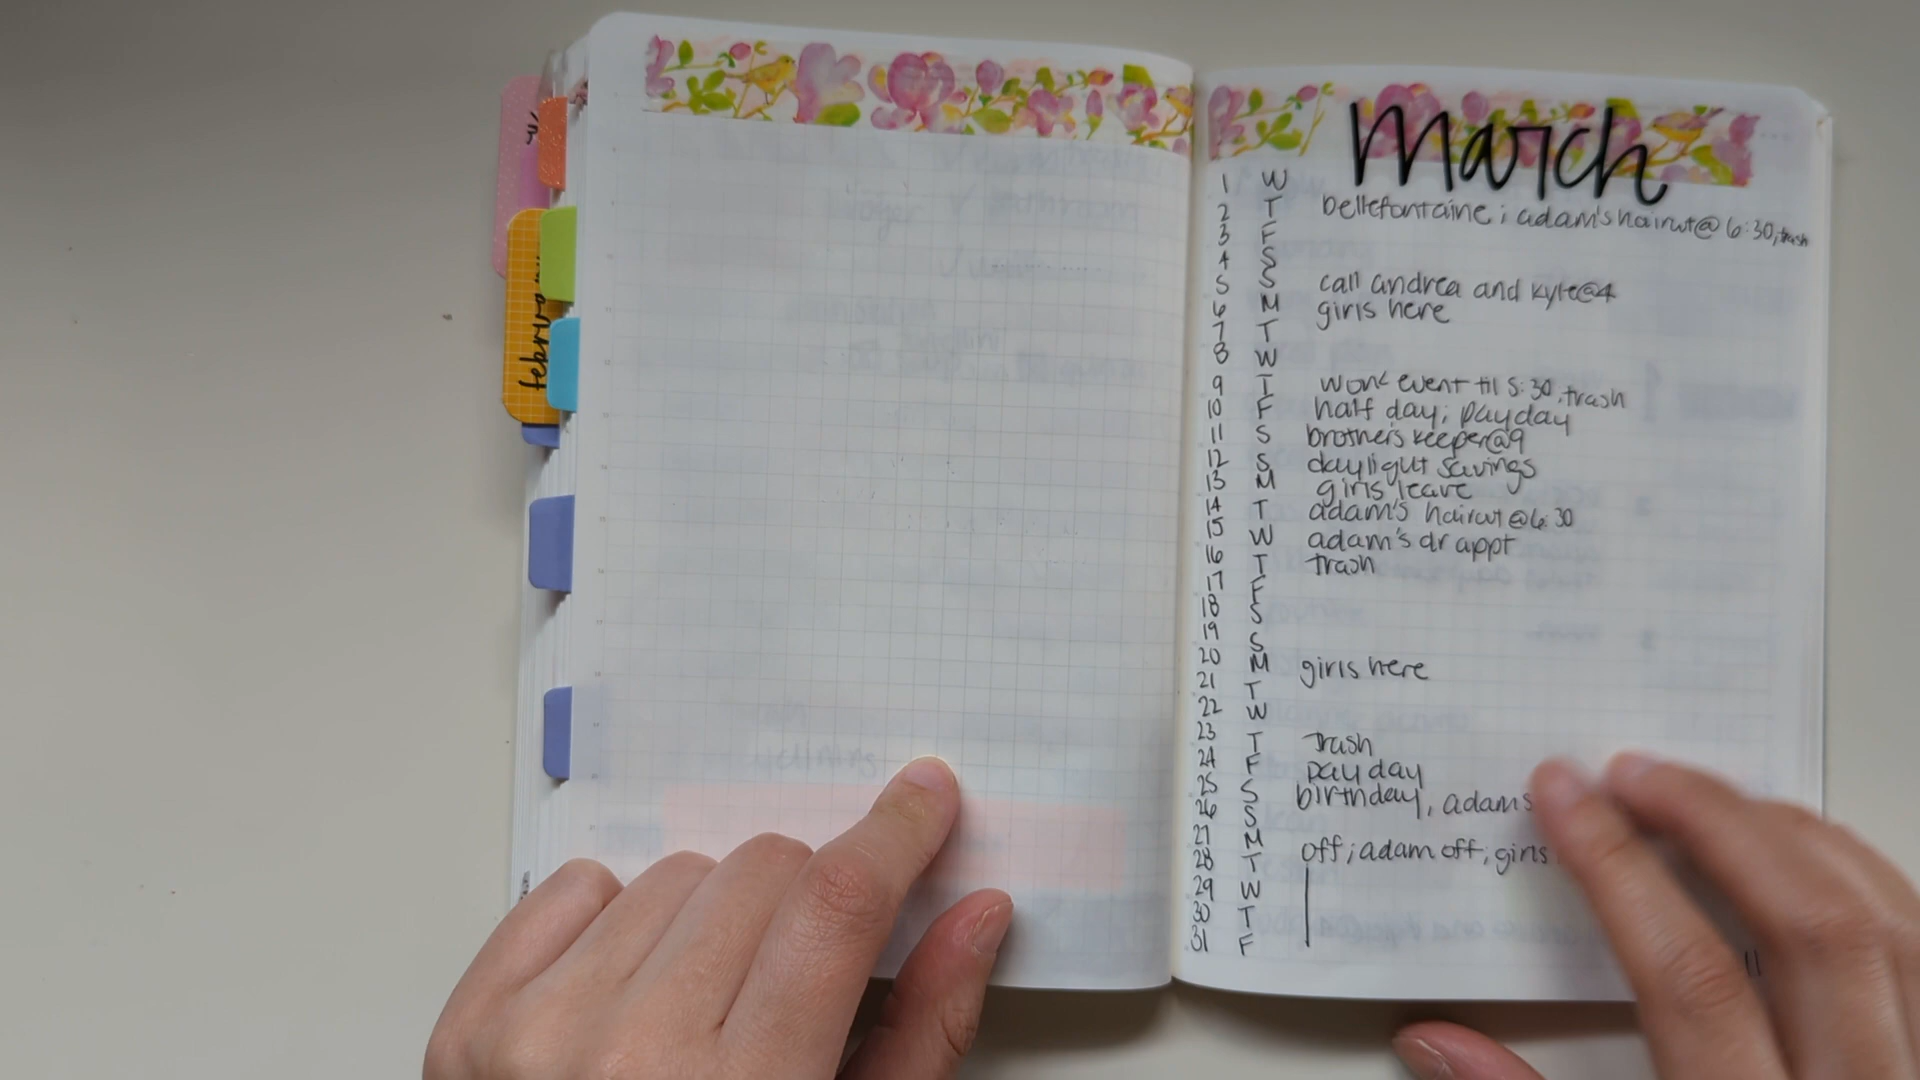 february
March
1 W
2 T bellefontaine; adam's haircut@6:30, trash
3 F
4 S
5 S call andrea and kyle@4
6 M girls here
7 T
8 W
9 T work event til 5:30, trash
10 F half day; payday
11 S brother's keeper@9
12 S daylight savings
13 M girls leave
14 T adam's haircut@6:30
15 W adam's dr appt
16 T trash
17 F
18 S
19 S
20 M girls here
21 T
22 W
23 T trash
24 F payday
25 S birthday, adams
26 S
27 M off; adam off; girls
28 T
29 W
30 T
31 F
11